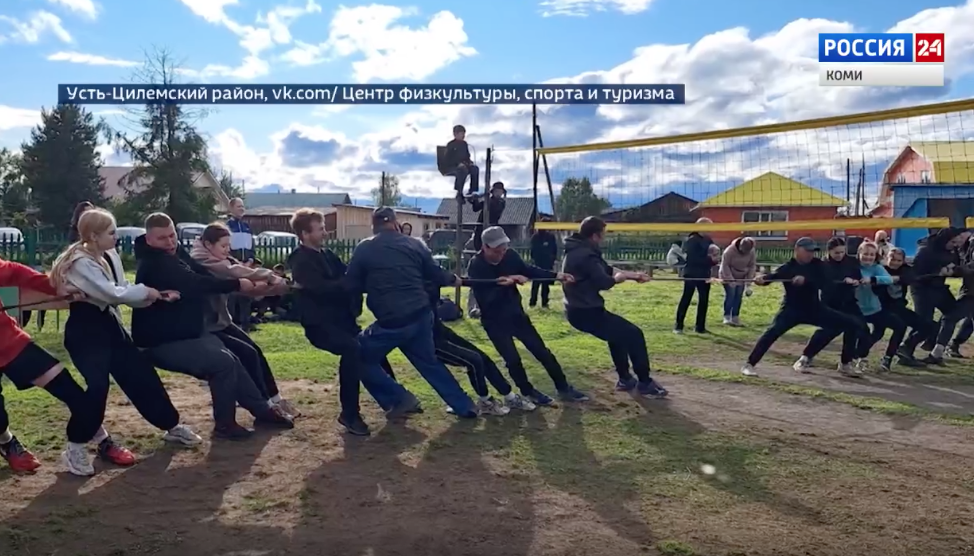 РОССИЯ 24
КОМИ
Усть-Цилемский район, vk.com/ Центр физкультуры, спорта и туризма